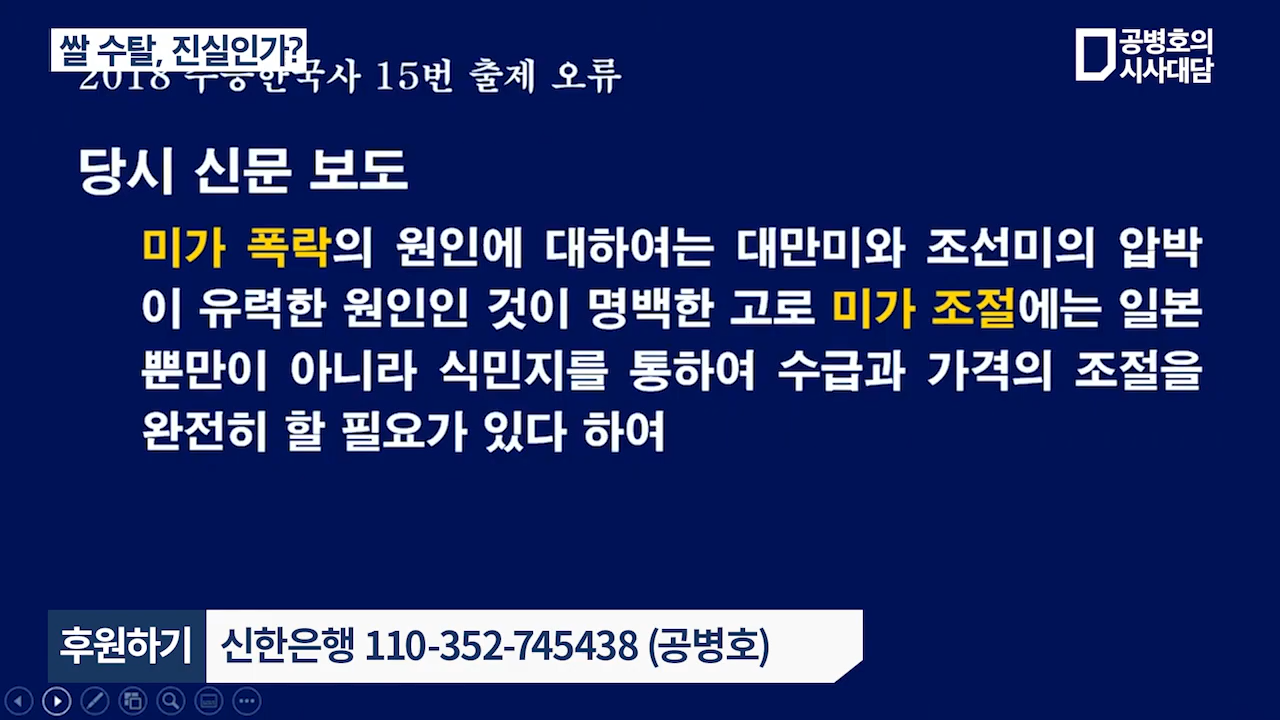 쌀 수탈, 진실인가?
공병호의
시사대담
2018 수능한국사 15번 출제 오류
당시 신문 보도
미가 폭락의 원인에 대하여는 대만미와 조선미의 압박
이 유력한 원인인 것이 명백한 고로 미가 조절에는 일본
뿐만이 아니라 식민지를 통하여 수급과 가격의 조절을
완전히 할 필요가 있다 하여
후원하기 신한은행 110-352-745438 (공병호)